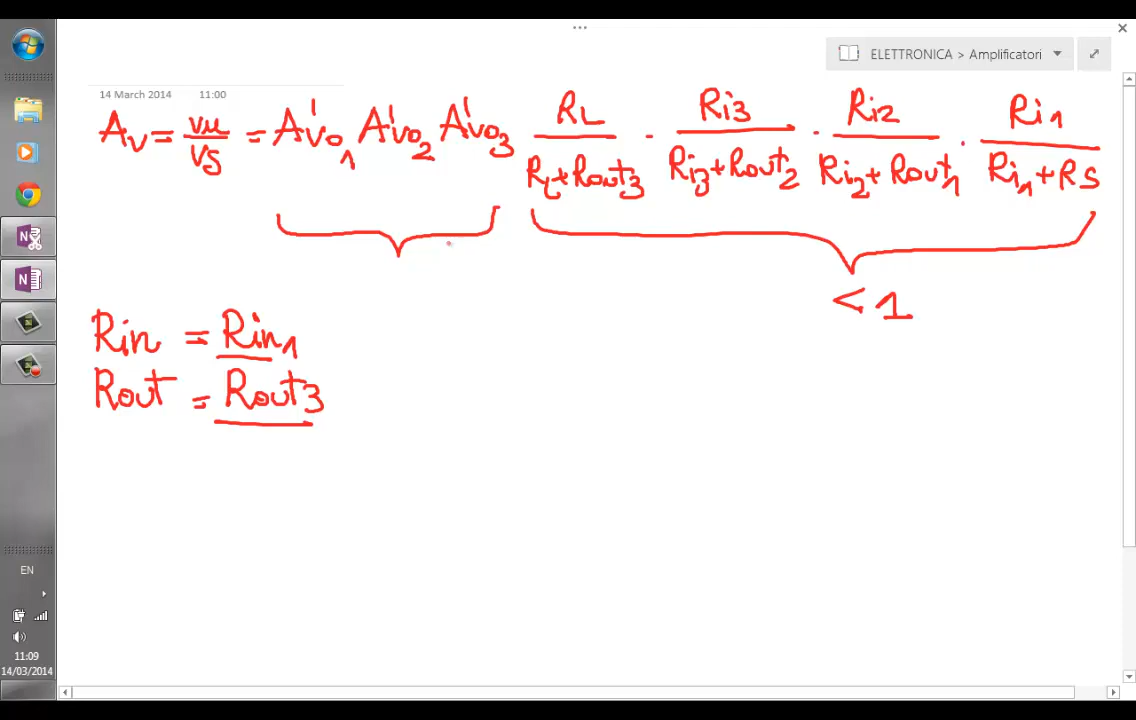 ELETTRONICA > Amplificatori
14 March 2014 11:00
Av = vu/vs = A'vo1 A'vo2 A'vo3 RL/(RL+Rout3) · Ri3/(Ri3+Rout2) · Ri2/(Ri2+Rout1) · Ri1/(Ri1+RS)
< 1
Rin = Rin1
Rout = Rout3
EN
11:09
14/03/2014